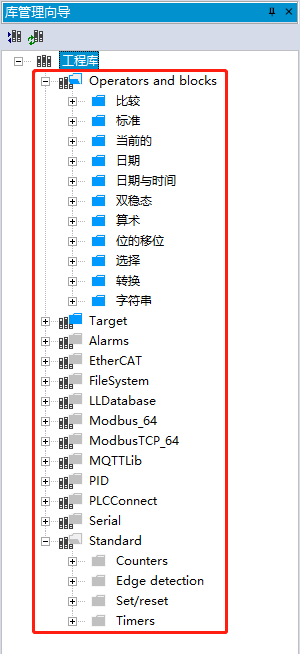 库管理向导
工程库
Operators and blocks
比较
标准
当前的
日期
日期与时间
双稳态
算术
位的移位
选择
转换
字符串
Target
Alarms
EtherCAT
FileSystem
LLDatabase
Modbus_64
ModbusTCP_64
MQTTLib
PID
PLCConnect
Serial
Standard
Counters
Edge detection
Set/reset
Timers